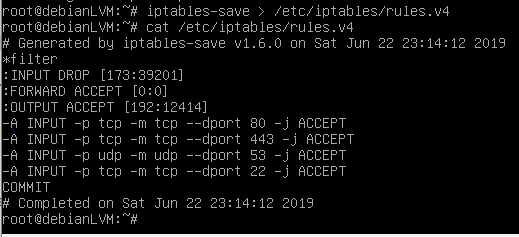 root@debianLVM:~# iptables-save > /etc/iptables/rules.v4
root@debianLVM:~# cat /etc/iptables/rules.v4
# Generated by iptables-save v1.6.0 on Sat Jun 22 23:14:12 2019
*filter
:INPUT DROP [173:39201]
:FORWARD ACCEPT [0:0]
:OUTPUT ACCEPT [192:12414]
-A INPUT -p tcp -m tcp --dport 80 -j ACCEPT
-A INPUT -p tcp -m tcp --dport 443 -j ACCEPT
-A INPUT -p udp -m udp --dport 53 -j ACCEPT
-A INPUT -p tcp -m tcp --dport 22 -j ACCEPT
COMMIT
# Completed on Sat Jun 22 23:14:12 2019
root@debianLVM:~#